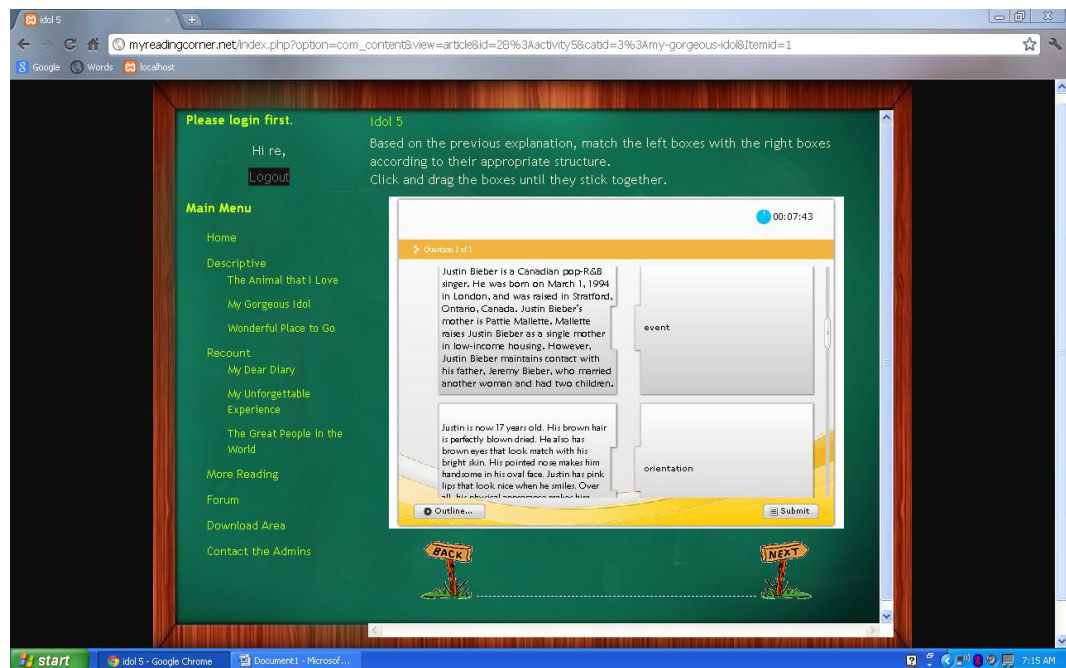 idol 5
myreadingcorner.net/index.php?option=com_content&view=article&id=28%3Aactivity5&catid=3%3Amy-gorgeous-idol&Itemid=1
Google Words localhost
Please login first.
Hi re,
Logout
Main Menu
Home
Descriptive
The Animal that I Love
My Gorgeous Idol
Wonderful Place to Go
Recount
My Dear Diary
My Unforgettable
Experience
The Great People in the
World
More Reading
Forum
Download Area
Contact the Admins
idol 5
Based on the previous explanation, match the left boxes with the right boxes
according to their appropriate structure.
Click and drag the boxes until they stick together.
00:07:43
Question 1 of 1
Justin Bieber is a Canadian pop-R&B
singer. He was born on March 1, 1994
in London, and was raised in Stratford,
Ontario, Canada. Justin Bieber's
mother is Pattie Mallette. Mallette
raises Justin Bieber as a single mother
in low-income housing. However,
Justin Bieber maintains contact with
his father, Jeremy Bieber, who married
another woman and had two children.
event
Justin is now 17 years old. His brown hair
is perfectly blown dried. He also has
brown eyes that look match with his
bright skin. His pointed nose makes him
handsome in his oval face. Justin has pink
lips that look nice when he smiles. Over
all, his physical appearance makes him
orientation
Outline...
Submit
BACK
NEXT
start
idol 5 - Google Chrome
Document1 - Microsof...
7:15 AM